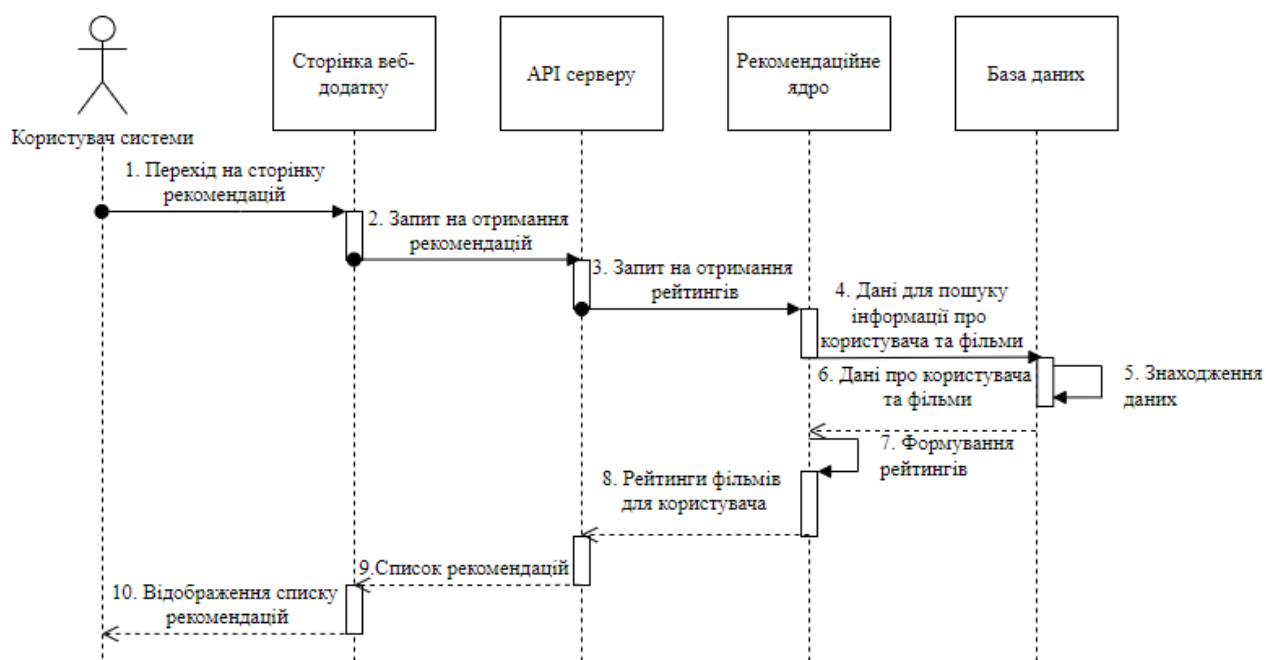 Сторінка веб-
додатку
API серверу
Рекомендаційне
ядро
База даних
Користувач системи
1. Перехід на сторінку
рекомендацій
2. Запит на отримання
рекомендацій
3. Запит на отримання
рейтингів
4. Дані для пошуку
інформації про
користувача та фільми
5. Знаходження
даних
6. Дані про користувача
та фільми
7. Формування
рейтингів
8. Рейтинги фільмів
для користувача
9.Список рекомендацій
10. Відображення списку
рекомендацій